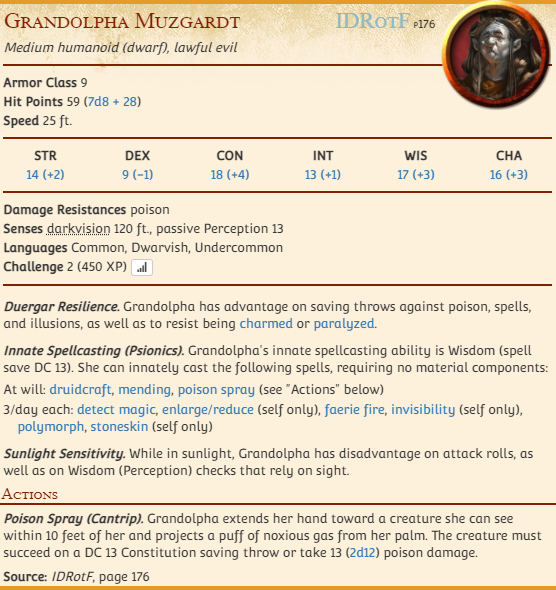 Grandolpha Muzgardt IDRotF p176
Medium humanoid (dwarf), lawful evil
Armor Class 9
Hit Points 59 (7d8 + 28)
Speed 25 ft.
STR DEX CON INT WIS CHA
14 (+2) 9 (−1) 18 (+4) 13 (+1) 17 (+3) 16 (+3)
Damage Resistances poison
Senses darkvision 120 ft., passive Perception 13
Languages Common, Dwarvish, Undercommon
Challenge 2 (450 XP)
Duergar Resilience. Grandolpha has advantage on saving throws against poison, spells,
and illusions, as well as to resist being charmed or paralyzed.
Innate Spellcasting (Psionics). Grandolpha's innate spellcasting ability is Wisdom (spell
save DC 13). She can innately cast the following spells, requiring no material components:
At will: druidcraft, mending, poison spray (see "Actions" below)
3/day each: detect magic, enlarge/reduce (self only), faerie fire, invisibility (self only),
polymorph, stoneskin (self only)
Sunlight Sensitivity. While in sunlight, Grandolpha has disadvantage on attack rolls, as
well as on Wisdom (Perception) checks that rely on sight.
Actions
Poison Spray (Cantrip). Grandolpha extends her hand toward a creature she can see
within 10 feet of her and projects a puff of noxious gas from her palm. The creature must
succeed on a DC 13 Constitution saving throw or take 13 (2d12) poison damage.
Source: IDRotF, page 176